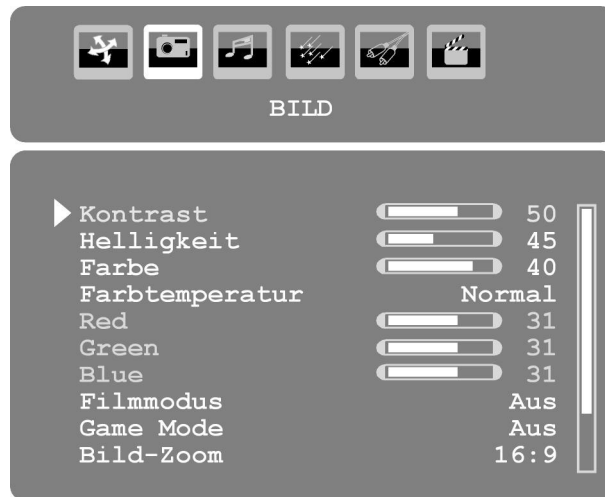 BILD
Kontrast 50
Helligkeit 45
Farbe 40
Farbtemperatur Normal
Red 31
Green 31
Blue 31
Filmmodus Aus
Game Mode Aus
Bild-Zoom 16:9